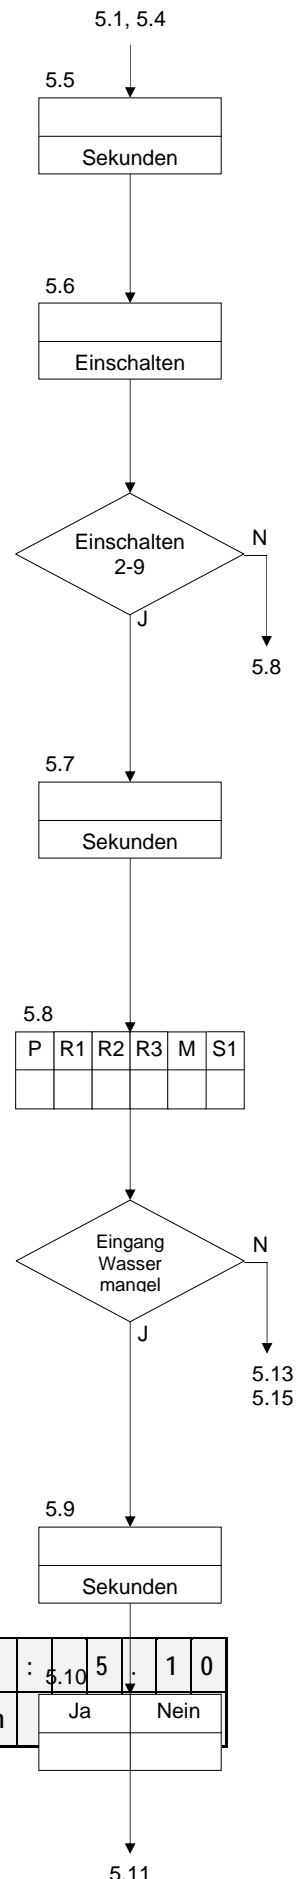 5.1, 5.4
5.5
Sekunden
5.6
Einschalten
Einschalten
2-9
N
J
5.8
5.7
Sekunden
5.8
P R1 R2 R3 M S1
Eingang
Wasser
mangel
N
J
5.13
5.15
5.9
Sekunden
: 5 . 1 0
5.10
n
Ja Nein
5.11